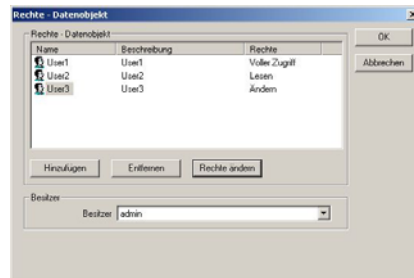 Rechte - Datenobjekt
Rechte - Datenobjekt
OK
Name Beschreibung Rechte
Abbrechen
User1 User1 Voller Zugriff
User2 User2 Lesen
User3 User3 Ändern
Hinzufügen Entfernen Rechte ändern
Besitzer
Besitzer admin